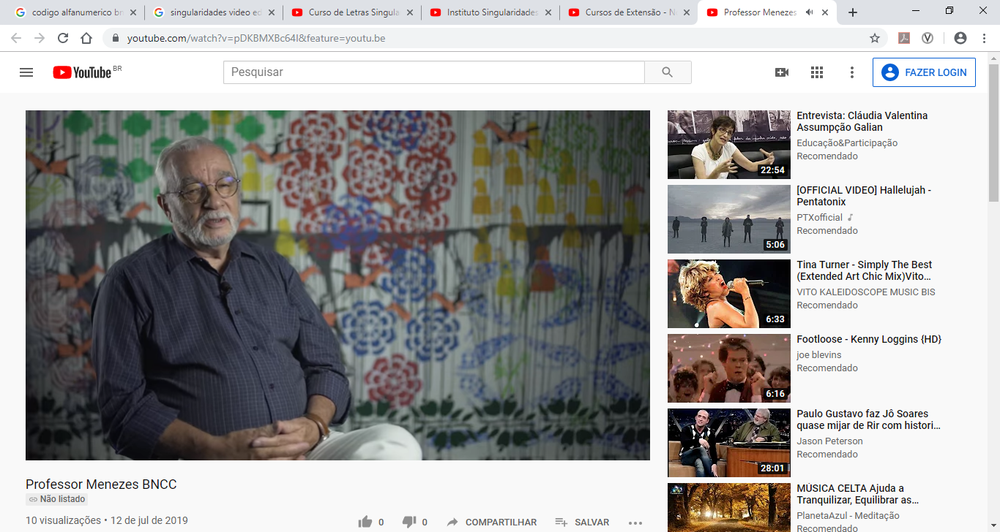 codigo alfanumerico br
singularidades video ed
Curso de Letras Singula
Instituto Singularidades
Cursos de Extensão - N
Professor Menezes
youtube.com/watch?v=pDKBMXBc64I&feature=youtu.be
YouTube BR
Pesquisar
FAZER LOGIN
Professor Menezes BNCC
Não listado
10 visualizações • 12 de jul de 2019
0
0
COMPARTILHAR
SALVAR
22:54
Entrevista: Cláudia Valentina
Assumpção Galian
Educação&Participação
Recomendado
5:06
[OFFICIAL VIDEO] Hallelujah -
Pentatonix
PTXofficial
Recomendado
6:33
Tina Turner - Simply The Best
(Extended Art Chic Mix)Vito...
VITO KALEIDOSCOPE MUSIC BIS
Recomendado
6:16
Footloose - Kenny Loggins {HD}
joe blevins
Recomendado
28:01
Paulo Gustavo faz Jô Soares
quase mijar de Rir com histori...
Jason Peterson
Recomendado
MÚSICA CELTA Ajuda a
Tranquilizar, Equilibrar as...
PlanetaAzul - Meditação
Recomendado